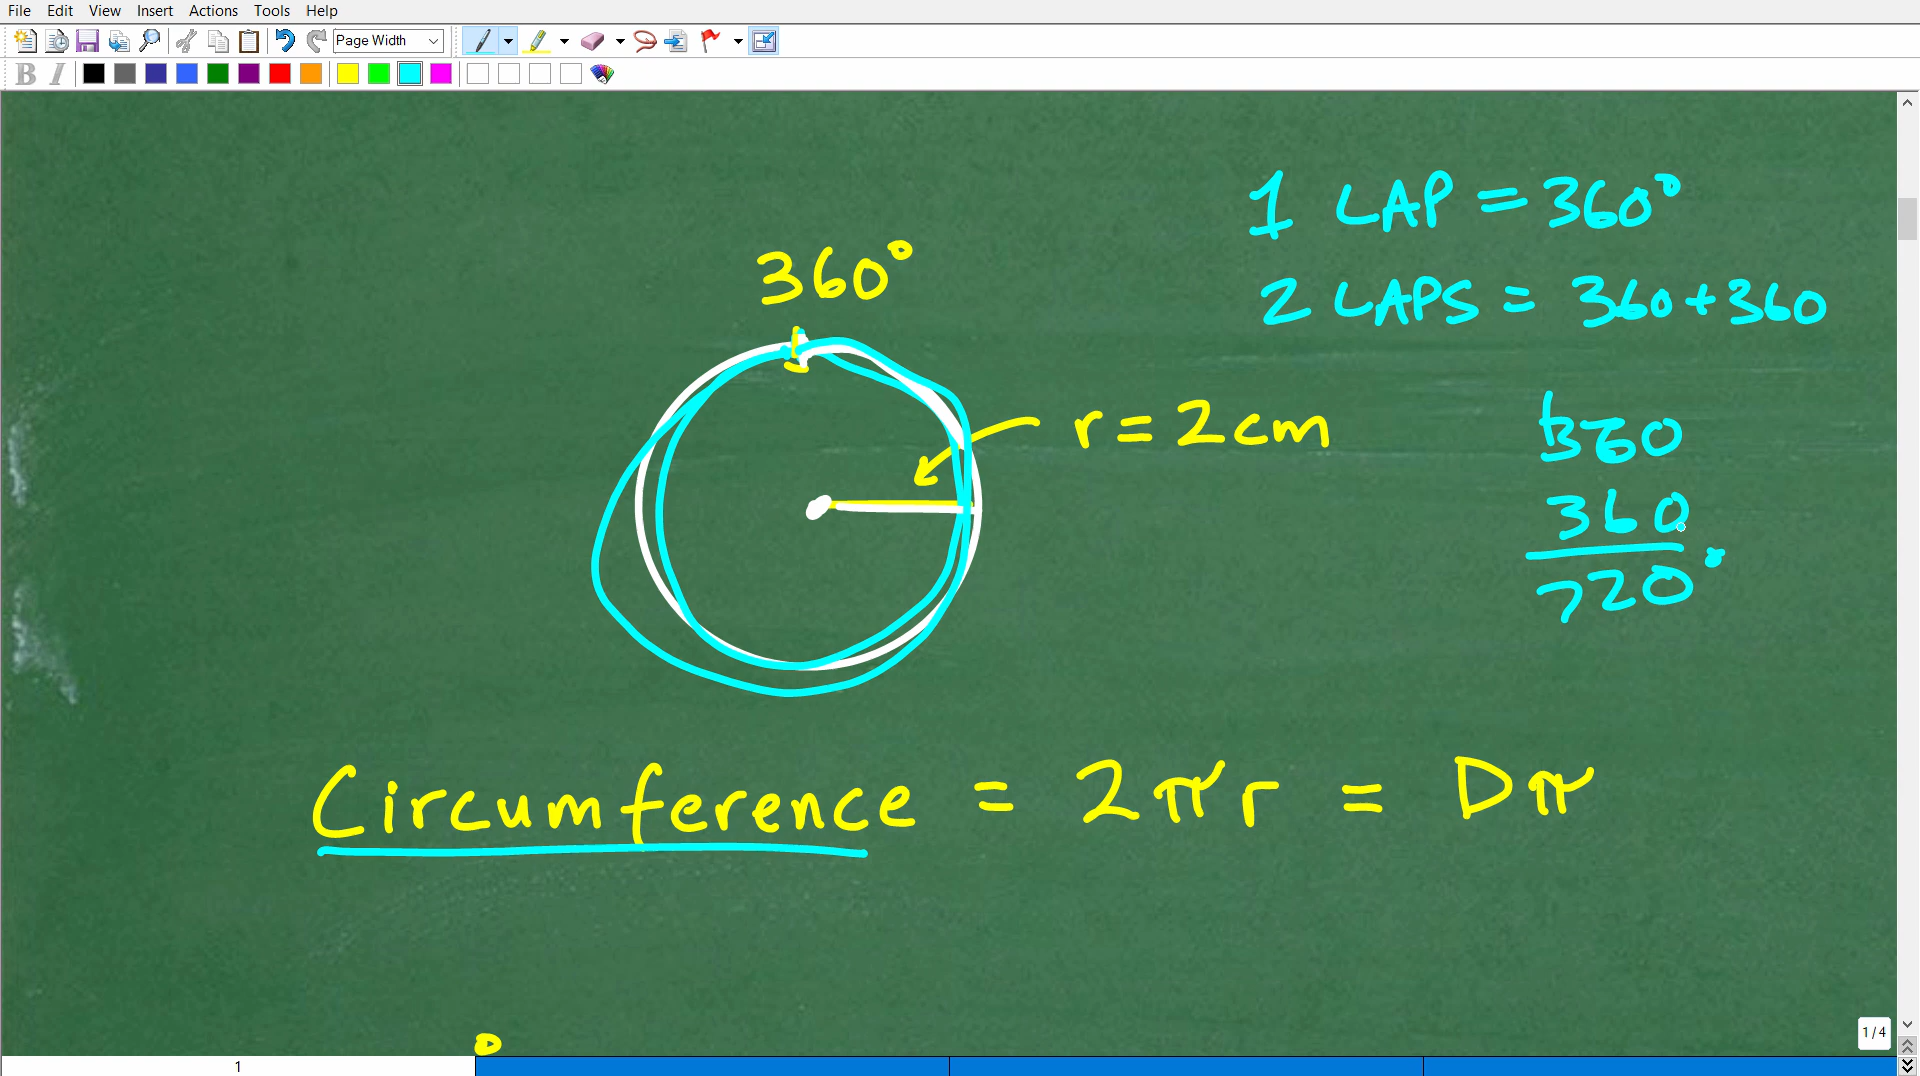 File Edit View Insert Actions Tools Help
Page Width
B I
1 LAP = 360°
360°
2 LAPS = 360+360
r = 2cm
360
360
720°
Circumference = 2πr = Dπ
1 / 4
1